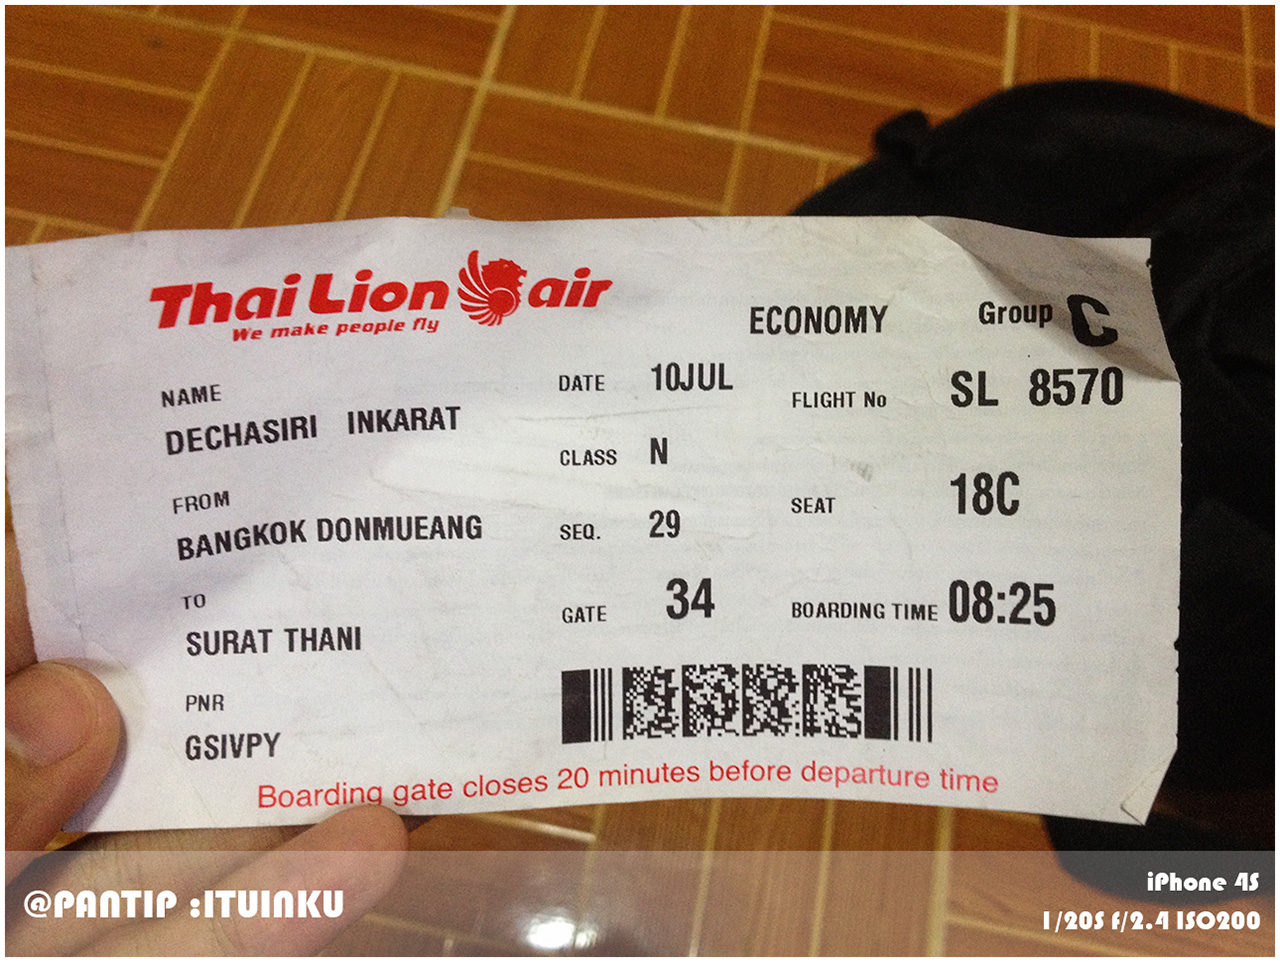 Thai Lion air
We make people fly
ECONOMY
Group C
NAME
DECHASIRI INKARAT
DATE 10JUL
FLIGHT No SL 8570
CLASS N
FROM
BANGKOK DONMUEANG
SEQ. 29
SEAT 18C
TO
SURAT THANI
GATE 34
BOARDING TIME 08:25
PNR
GSIVPY
Boarding gate closes 20 minutes before departure time
@PANTIP :ITUINKU
iPhone 4S
1/20S f/2.4 ISO200